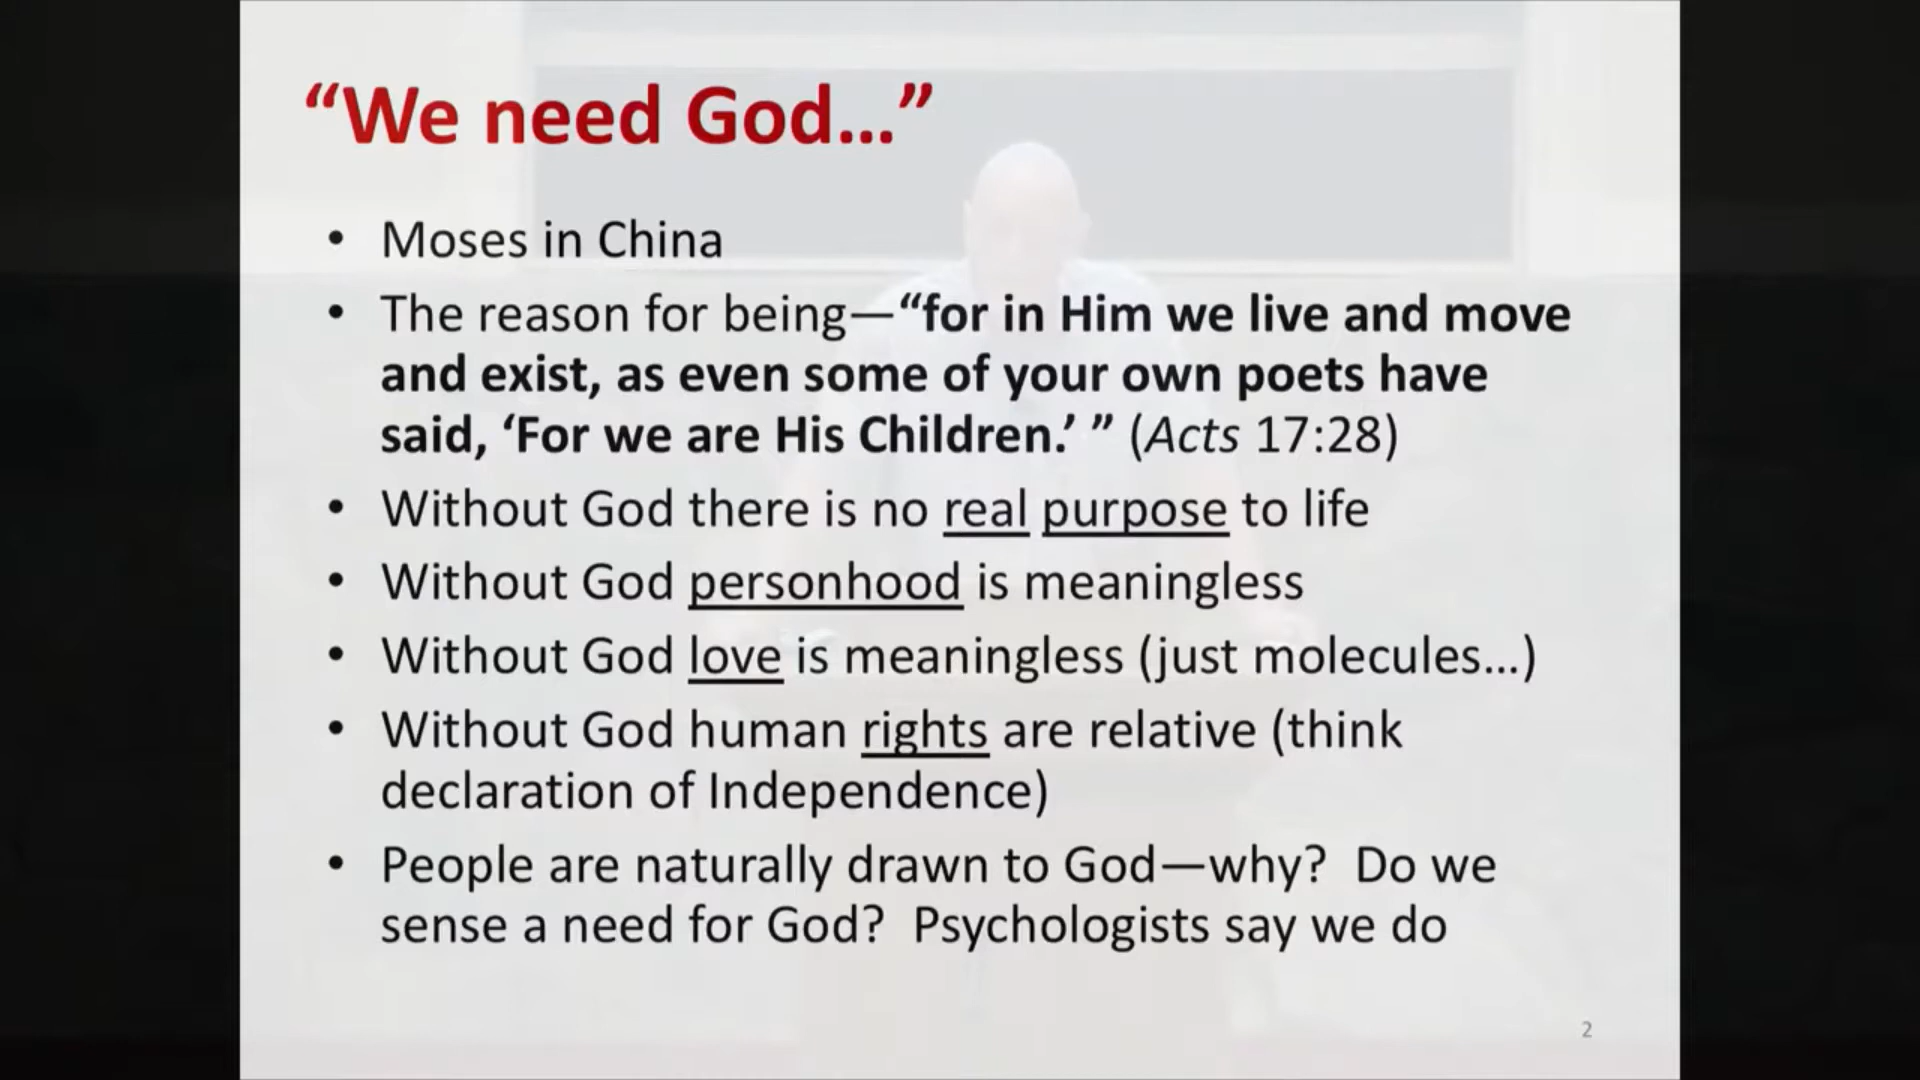 “We need God…”
• Moses in China
• The reason for being—“for in Him we live and move
and exist, as even some of your own poets have
said, ‘For we are His Children.’ ” (Acts 17:28)
• Without God there is no real purpose to life
• Without God personhood is meaningless
• Without God love is meaningless (just molecules…)
• Without God human rights are relative (think
declaration of Independence)
• People are naturally drawn to God—why?  Do we
sense a need for God?  Psychologists say we do
2